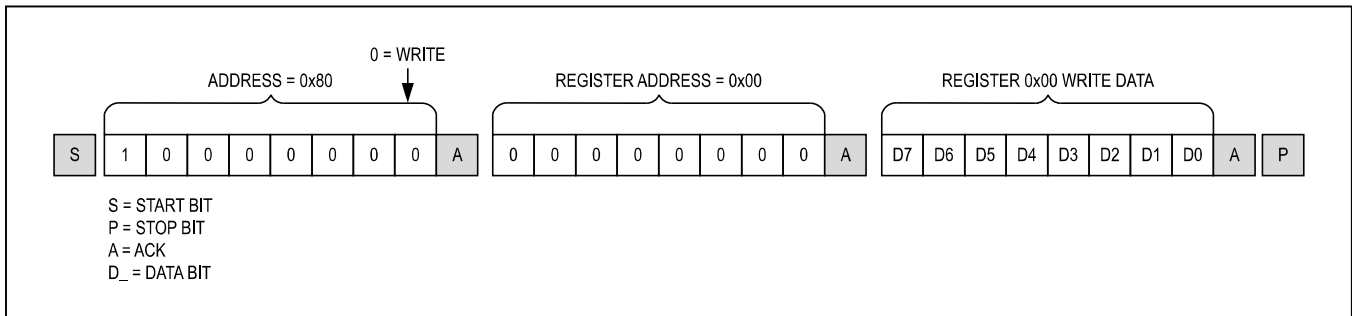 0 = WRITE
ADDRESS = 0x80
REGISTER ADDRESS = 0x00
REGISTER 0x00 WRITE DATA
S 1 0 0 0 0 0 0 0 A 0 0 0 0 0 0 0 0 A D7 D6 D5 D4 D3 D2 D1 D0 A P
S = START BIT
P = STOP BIT
A = ACK
D_ = DATA BIT